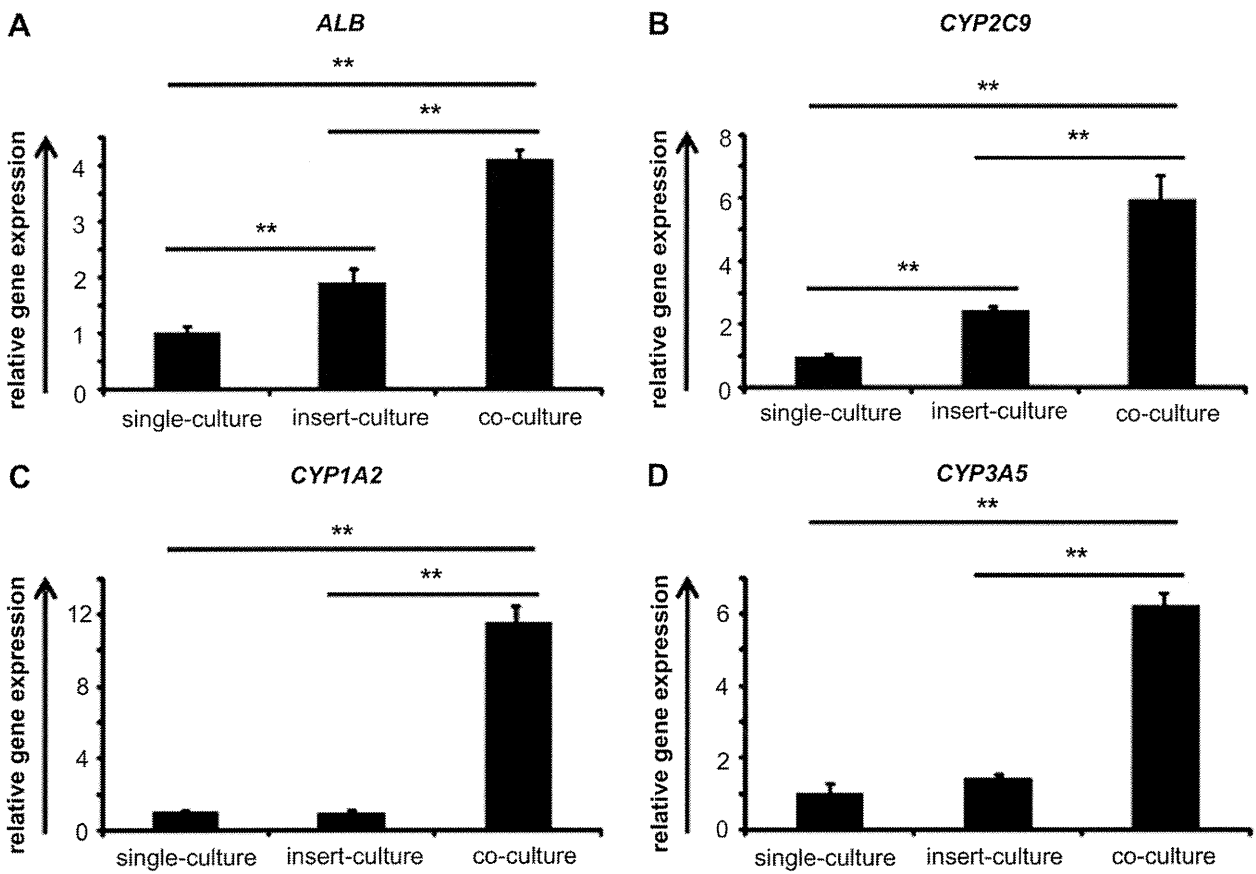 A
ALB
**
**
**
relative gene expression
4
3
2
1
0
single-culture
insert-culture
co-culture
B
CYP2C9
**
**
**
relative gene expression
8
6
4
2
0
single-culture
insert-culture
co-culture
C
CYP1A2
**
**
relative gene expression
12
8
4
0
single-culture
insert-culture
co-culture
D
CYP3A5
**
**
relative gene expression
6
4
2
0
single-culture
insert-culture
co-culture